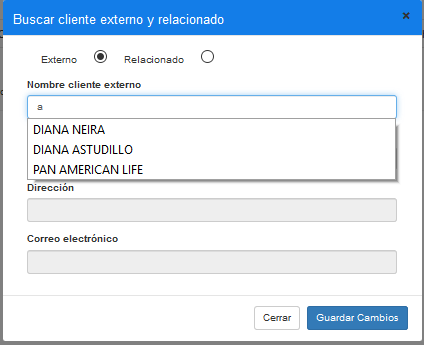 Buscar cliente externo y relacionado
×
Externo Relacionado
Nombre cliente externo
a
DIANA NEIRA
DIANA ASTUDILLO
PAN AMERICAN LIFE
Dirección
Correo electrónico
Cerrar Guardar Cambios